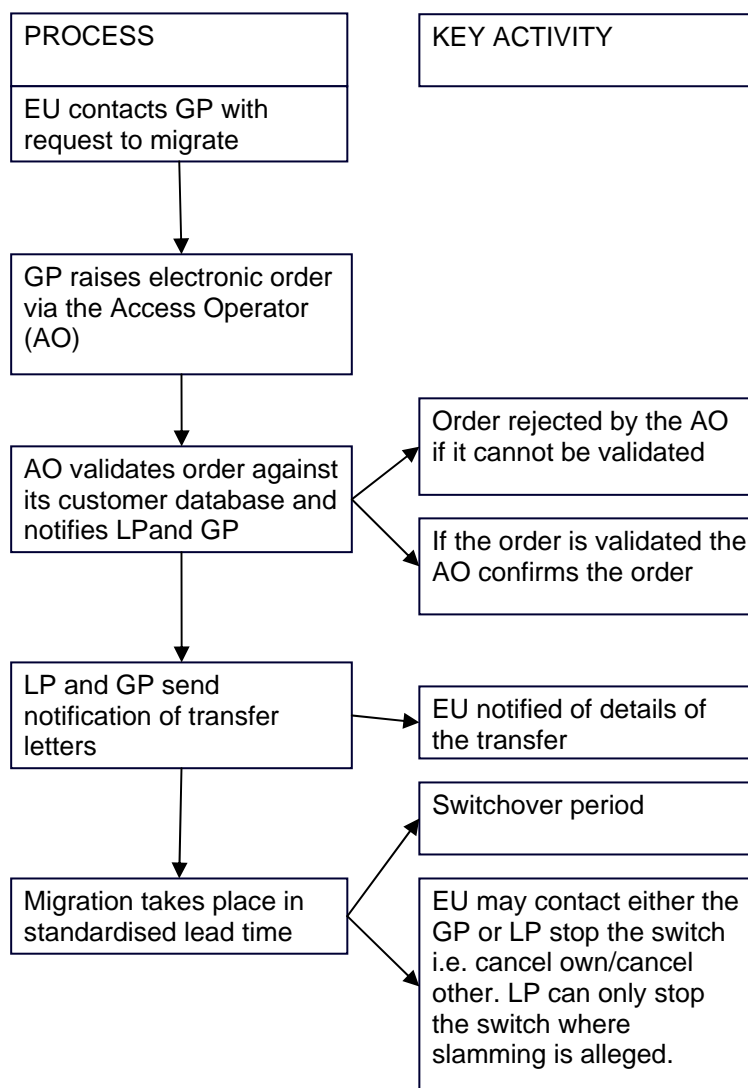 PROCESS
KEY ACTIVITY
EU contacts GP with
request to migrate
GP raises electronic order
via the Access Operator
(AO)
AO validates order against
its customer database and
notifies LPand GP
Order rejected by the AO
if it cannot be validated
If the order is validated the
AO confirms the order
LP and GP send
notification of transfer
letters
EU notified of details of
the transfer
Migration takes place in
standardised lead time
Switchover period
EU may contact either the
GP or LP stop the switch
i.e. cancel own/cancel
other. LP can only stop
the switch where
slamming is alleged.